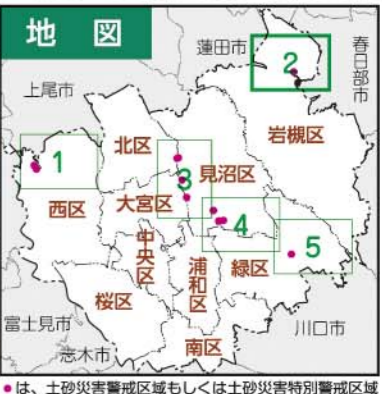 地 図
蓮田市
春日部市
2
上尾市
岩槻区
北区
1
3
見沼区
西区
大宮区
4
中央区
5
浦和区
緑区
桜区
富士見市
川口市
南区
志木市
●は、土砂災害警戒区域もしくは土砂災害特別警戒区域